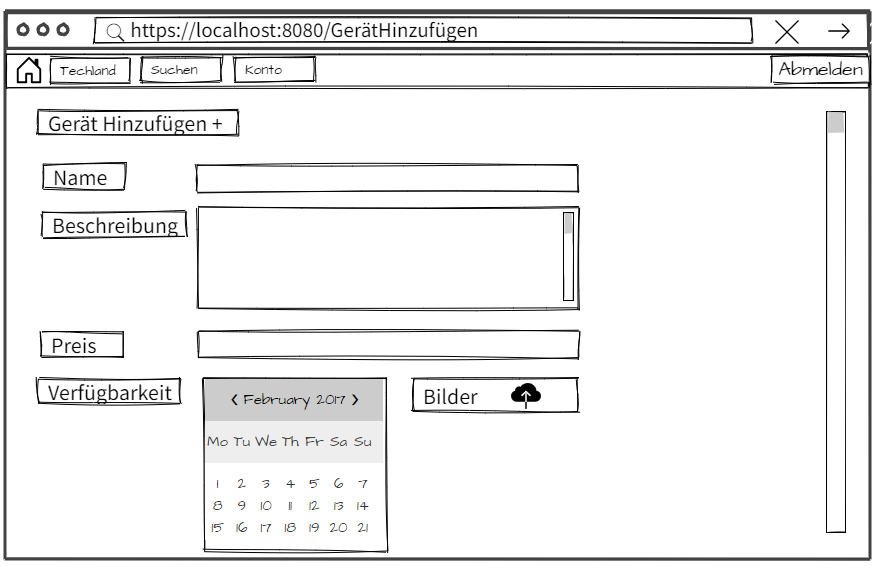 https://localhost:8080/GerätHinzufügen
Techland Suchen Konto Abmelden
Gerät Hinzufügen +
Name
Beschreibung
Preis
Verfügbarkeit
< February 2017 >
Mo Tu We Th Fr Sa Su
1 2 3 4 5 6 7
8 9 10 11 12 13 14
15 16 17 18 19 20 21
Bilder